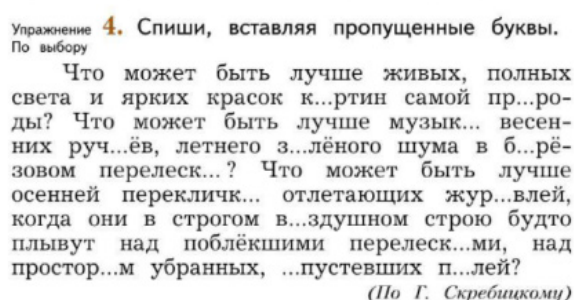 Упражнение 4. Спиши, вставляя пропущенные буквы.
По выбору
Что может быть лучше живых, полных
света и ярких красок к...ртин самой пр...ро-
ды? Что может быть лучше музык... весен-
них руч...ёв, летнего з...лёного шума в б...рё-
зовом перелеск...? Что может быть лучше
осенней перекличк... отлетающих жур...влей,
когда они в строгом в...здушном строю будто
плывут над поблёкшими перелеск...ми, над
простор...м убранных, ...пустевших п...лей?
(По Г. Скребицкому)